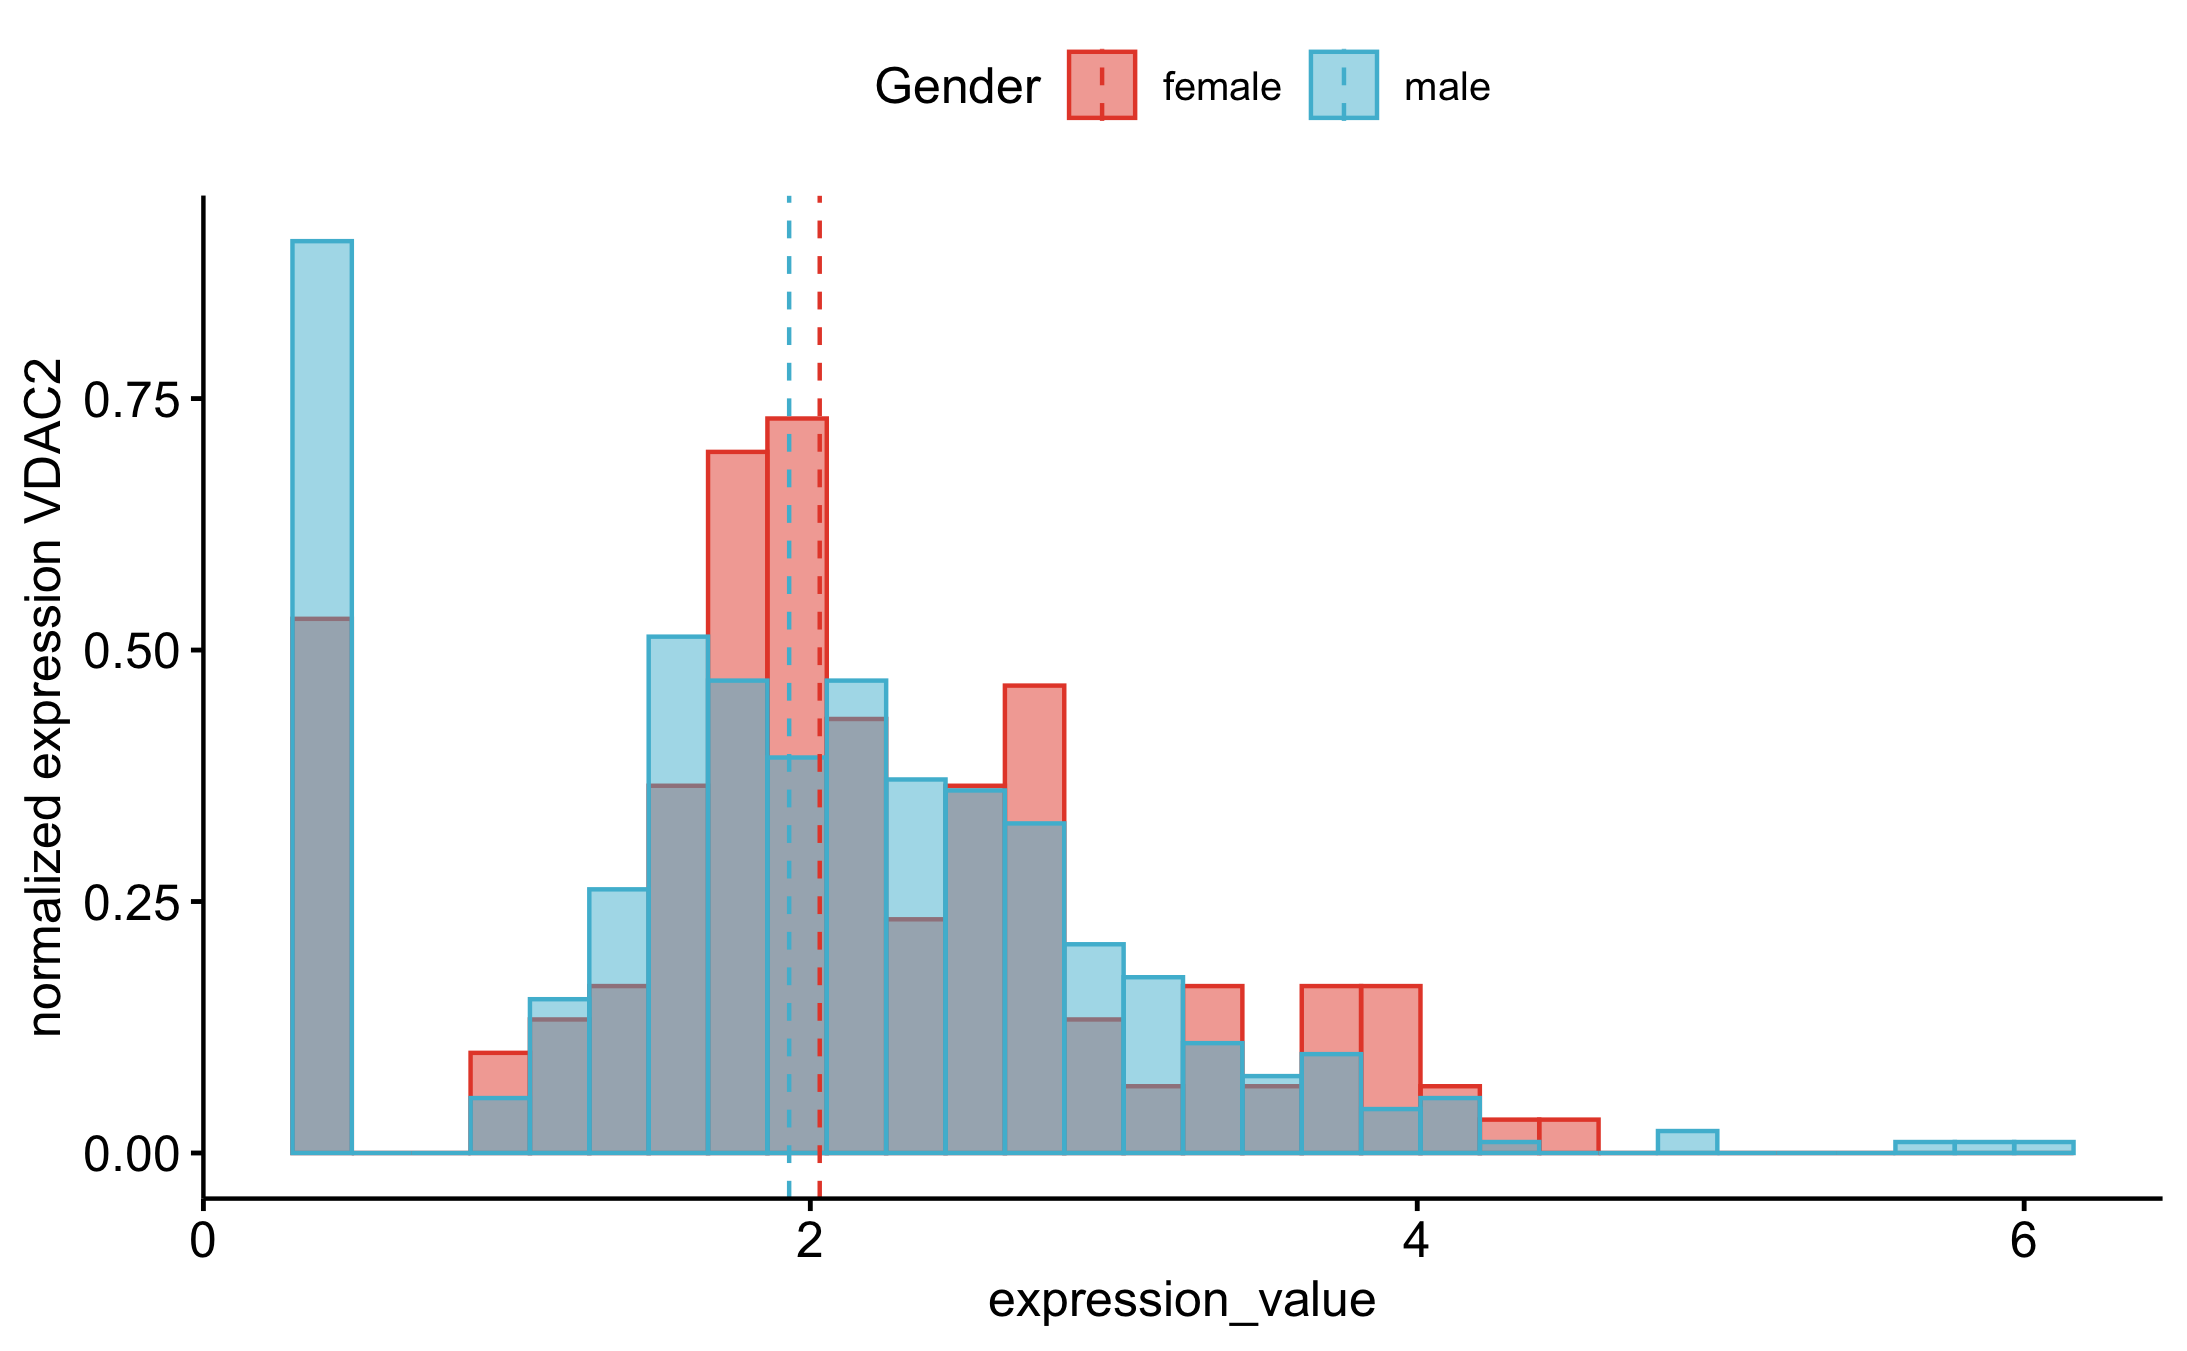 Gender female male
normalized expression VDAC2
0.75
0.50
0.25
0.00
0 2 4 6
expression_value